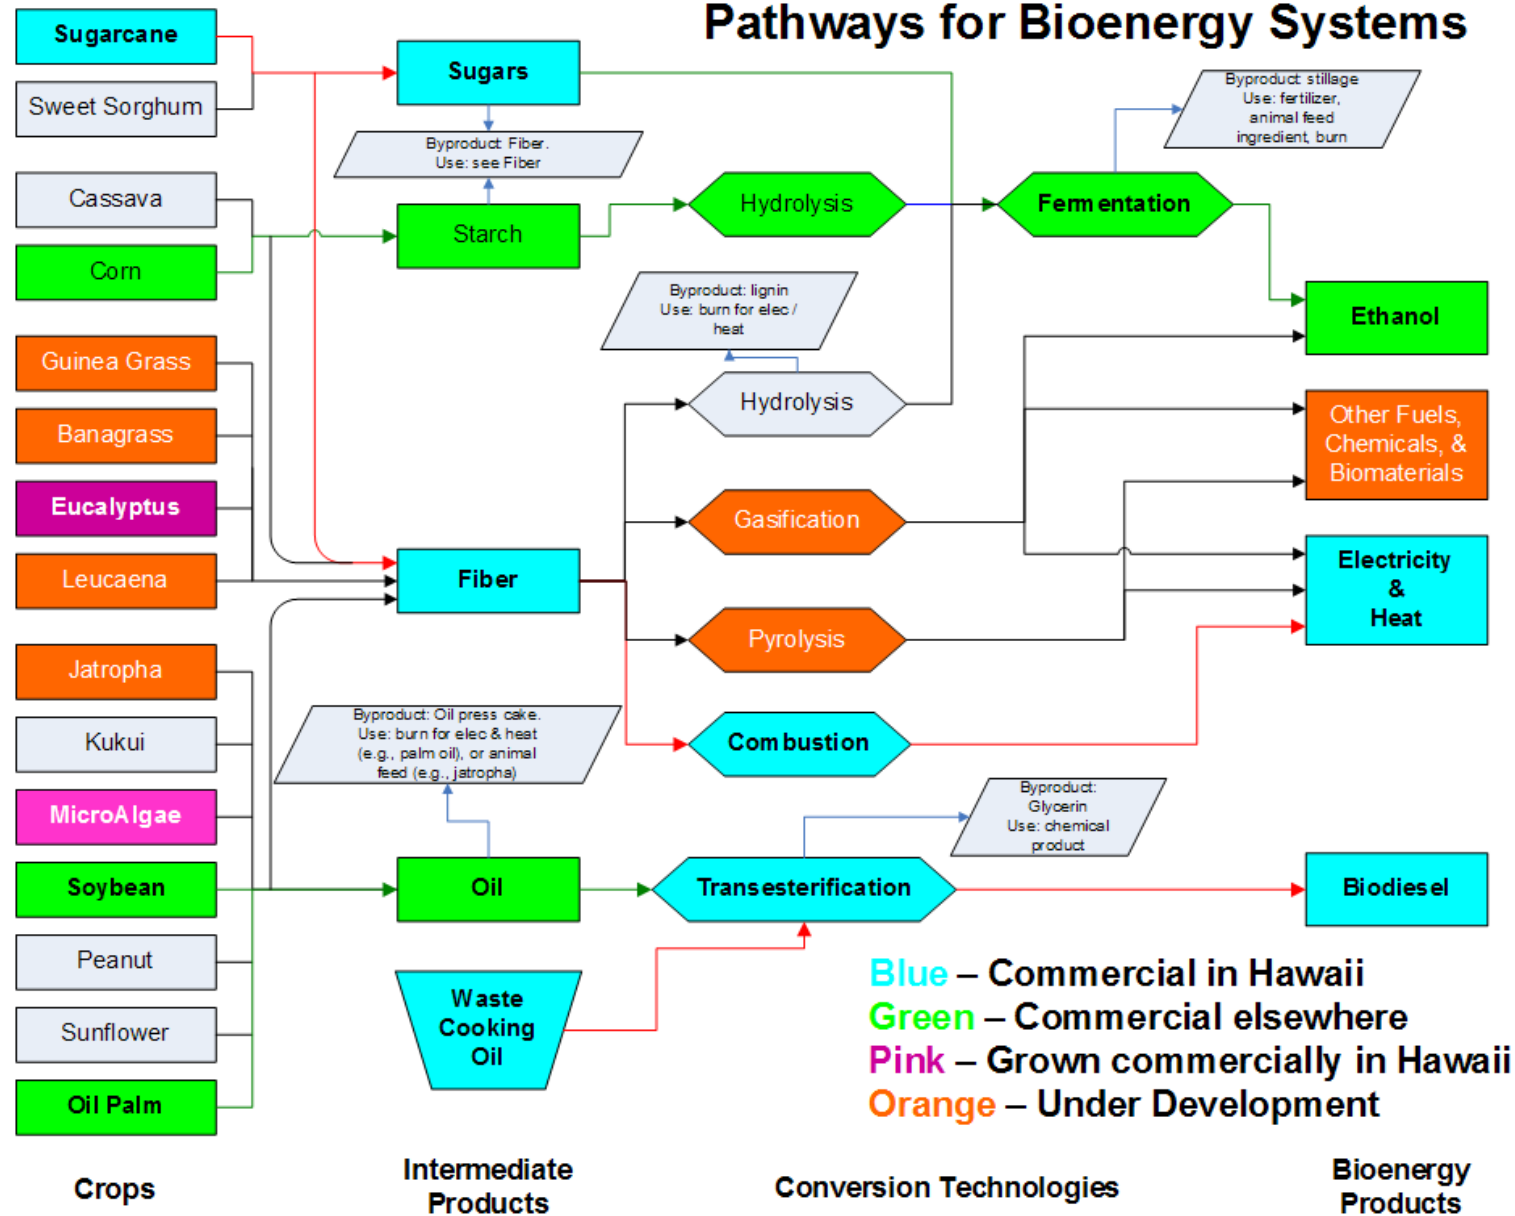 Pathways for Bioenergy Systems
Sugarcane
Sweet Sorghum
Cassava
Corn
Guinea Grass
Banagrass
Eucalyptus
Leucaena
Jatropha
Kukui
MicroAlgae
Soybean
Peanut
Sunflower
Oil Palm
Crops
Sugars
Byproduct Fiber.
Use: see Fiber
Starch
Fiber
Byproduct: Oil press cake.
Use: burn for elec & heat
(e.g., palm oil), or animal
feed (e.g., jatropha)
Oil
Waste
Cooking
Oil
Intermediate
Products
Hydrolysis
Byproduct: lignin
Use: burn for elec /
heat
Hydrolysis
Gasification
Pyrolysis
Combustion
Transesterification
Byproduct: stillage
Use: fertilizer,
animal feed
ingredient, burn
Fermentation
Byproduct:
Glycerin
Use: chemical
product
Conversion Technologies
Ethanol
Other Fuels,
Chemicals, &
Biomaterials
Electricity
&
Heat
Biodiesel
Blue – Commercial in Hawaii
Green – Commercial elsewhere
Pink – Grown commercially in Hawaii
Orange – Under Development
Bioenergy
Products